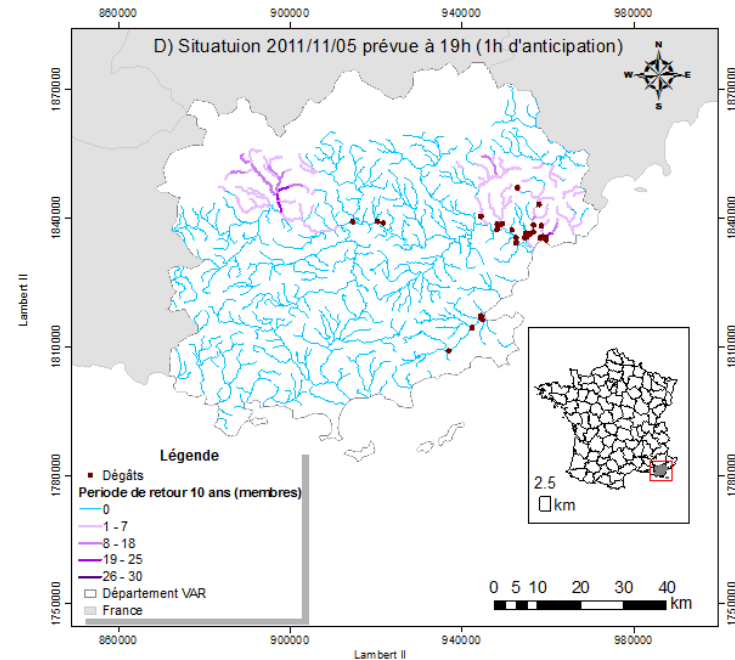 860000 900000 940000 980000
D) Situatuion 2011/11/05 prévue à 19h (1h d'anticipation)
N
W E
S
1870000 1870000
1840000 1840000
Lambert II
1810000 1810000
1780000 1780000
1750000 1750000
Légende
Dégâts
Periode de retour 10 ans (membres)
0
1 - 7
8 - 18
19 - 25
26 - 30
Département VAR
France
2.5
km
0 5 10 20 30 40
km
860000 900000 940000 980000
Lambert II